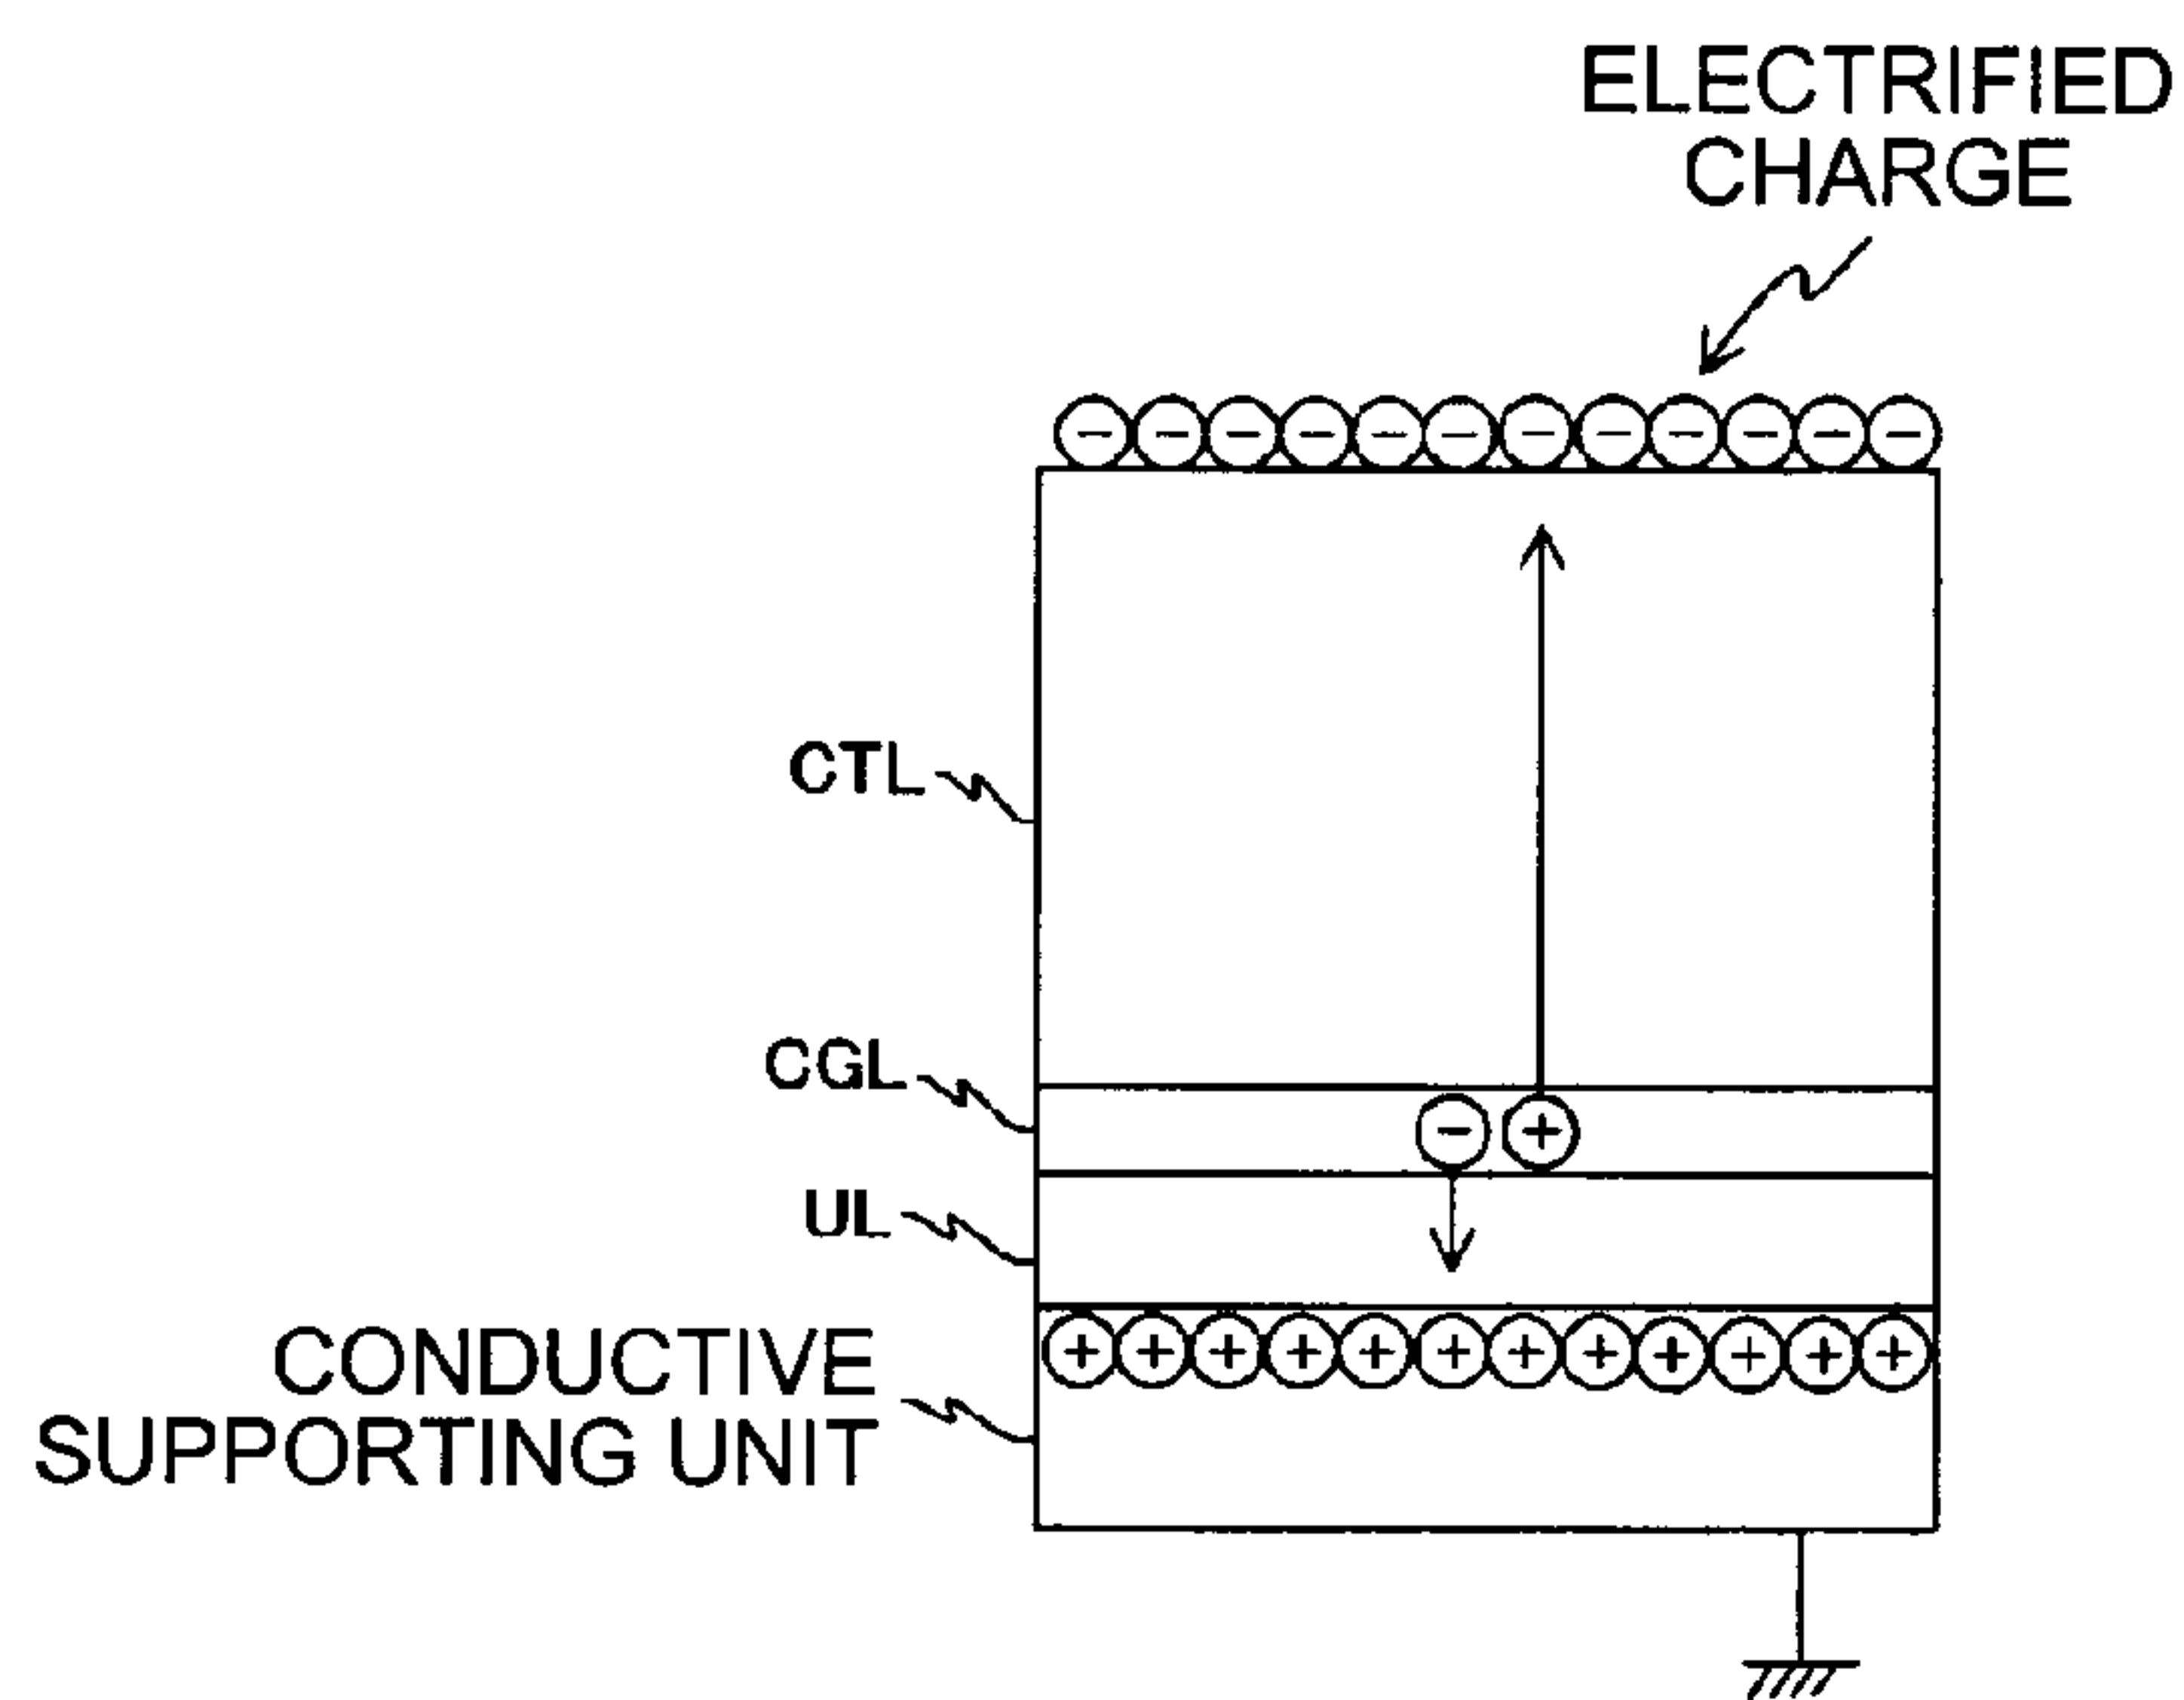 ELECTRIFIED
CHARGE
CTL
CGL
UL
CONDUCTIVE
SUPPORTING UNIT